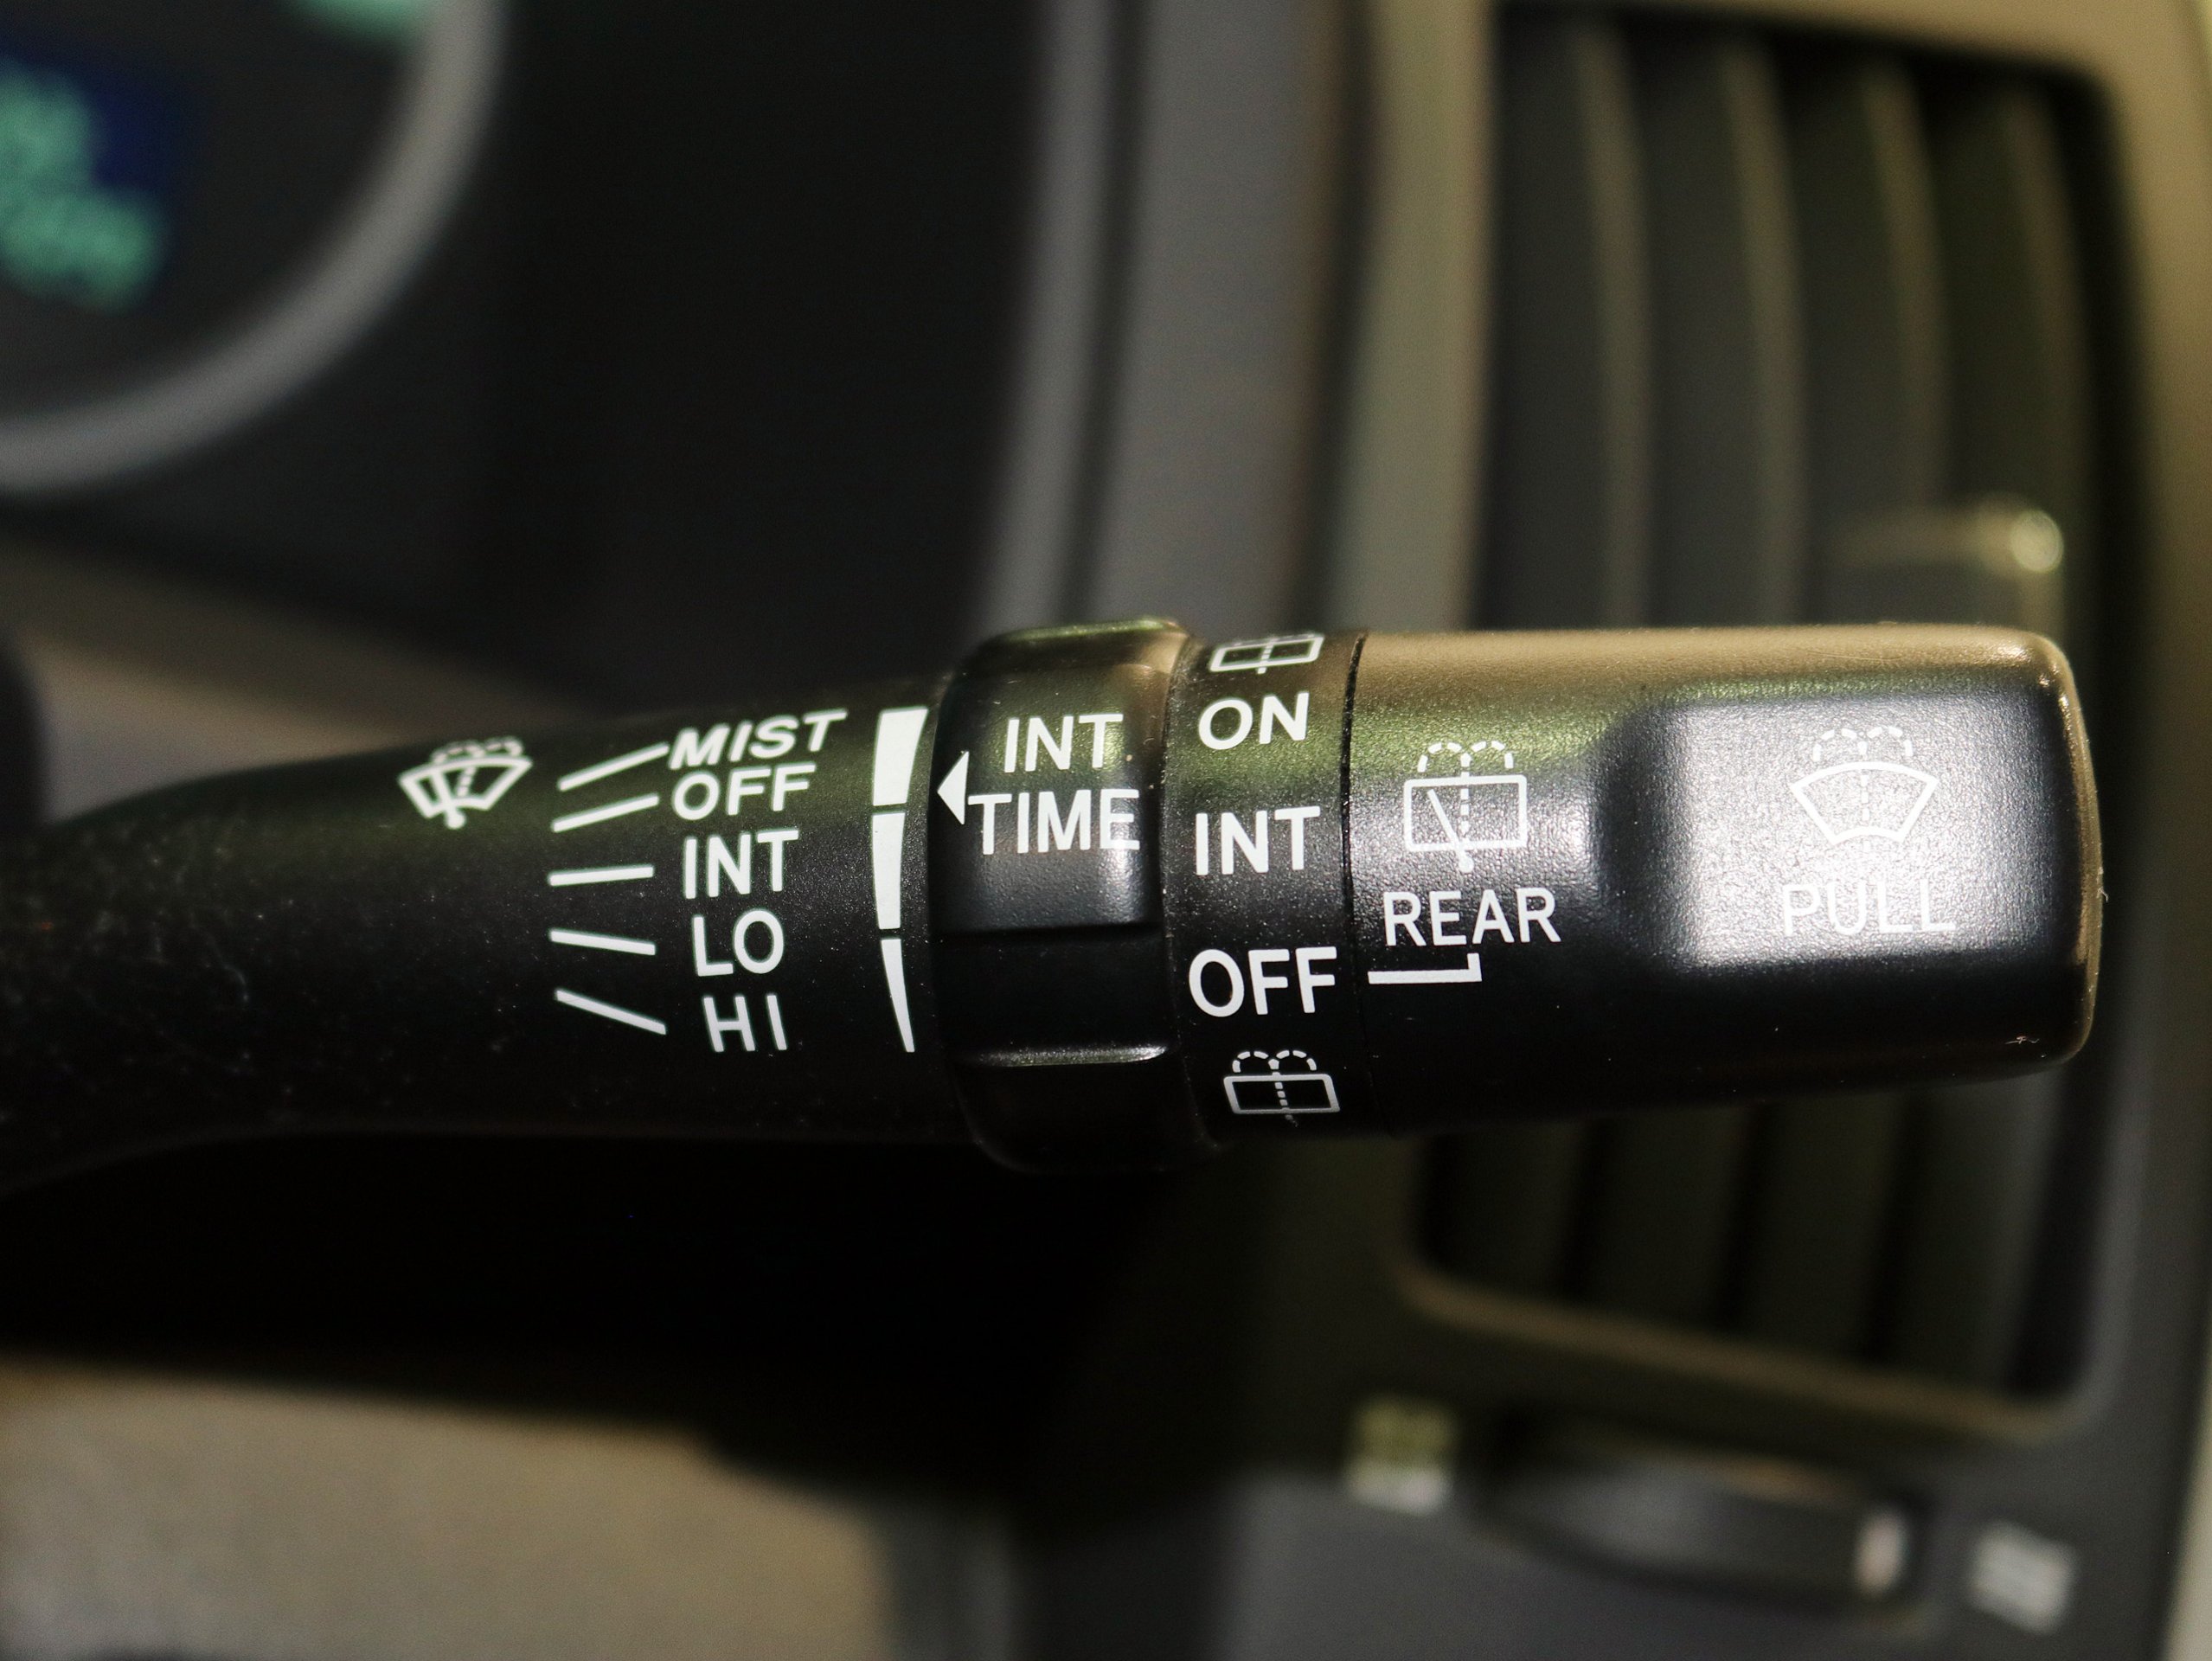 MIST
OFF
INT
LO
HI
INT
TIME
ON
INT
OFF
REAR
PULL